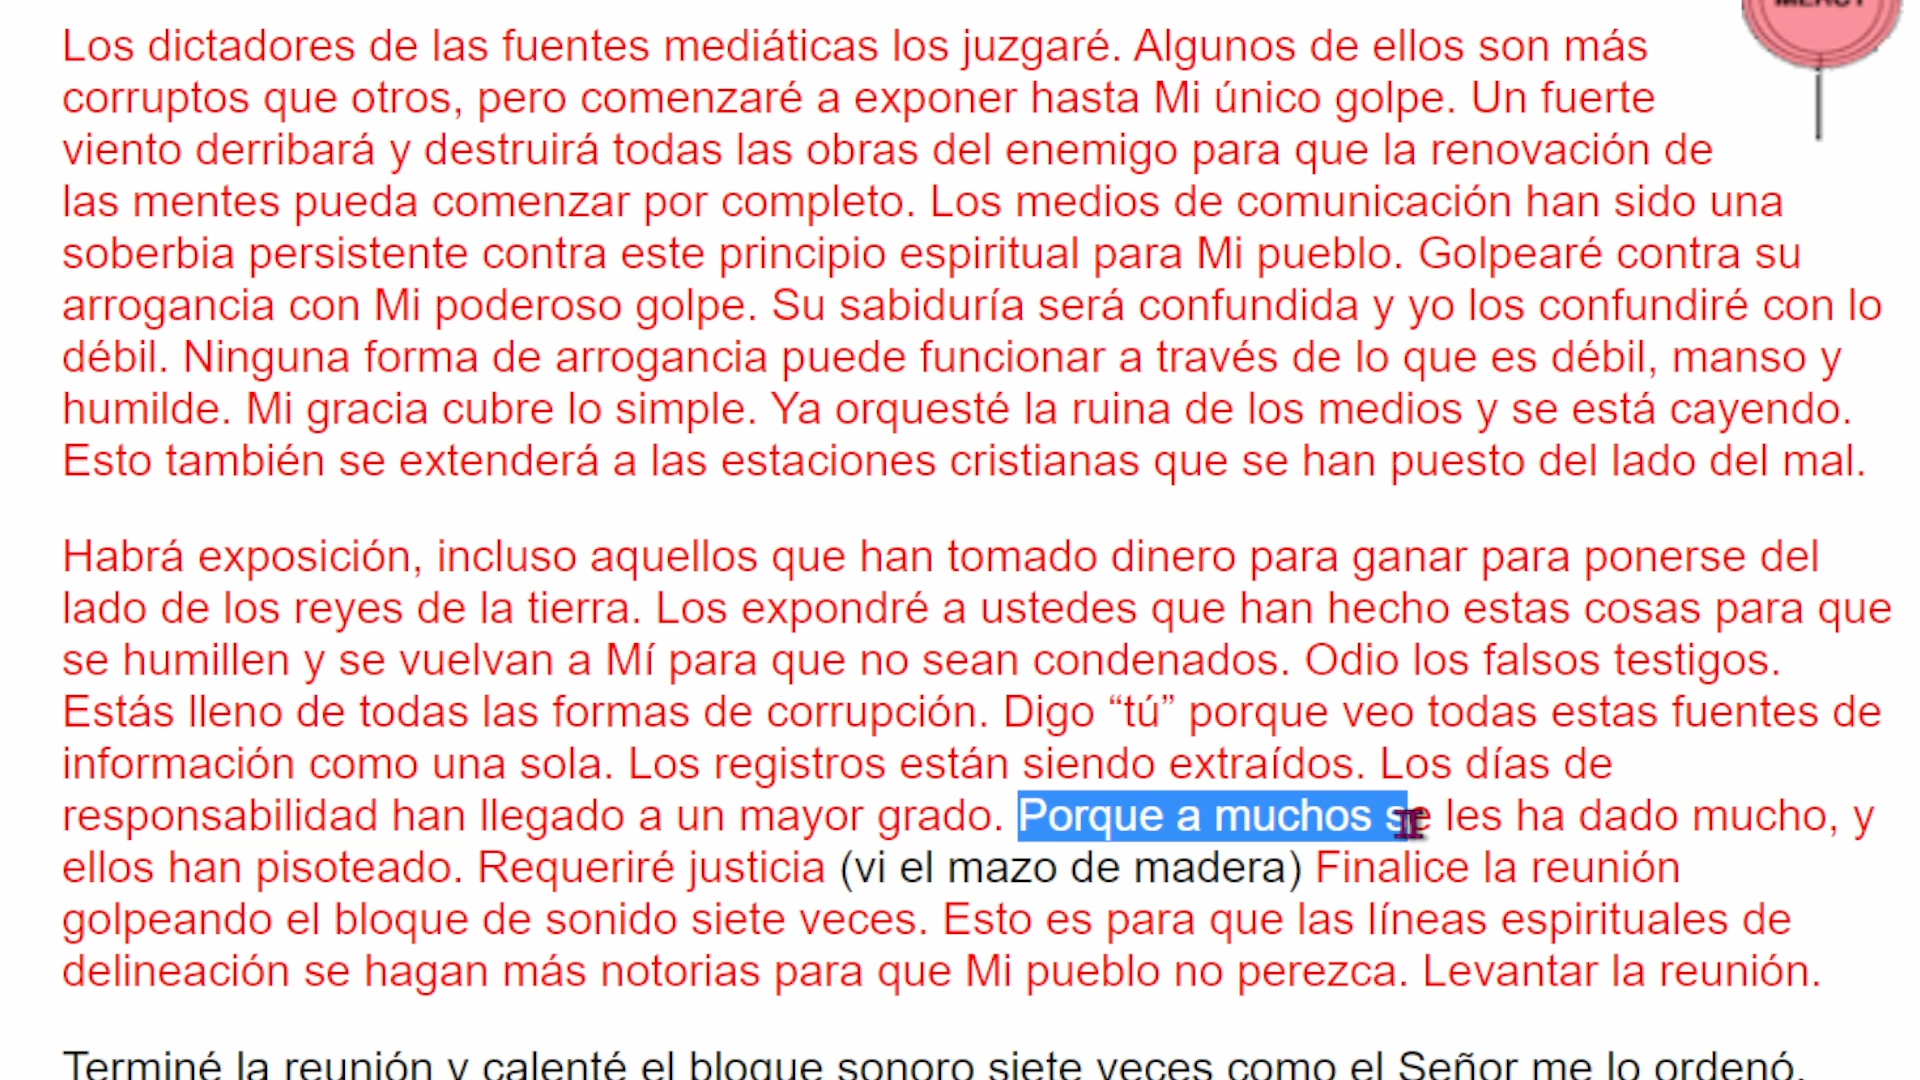 MERCY
Los dictadores de las fuentes mediáticas los juzgaré. Algunos de ellos son más
corruptos que otros, pero comenzaré a exponer hasta Mi único golpe. Un fuerte
viento derribará y destruirá todas las obras del enemigo para que la renovación de
las mentes pueda comenzar por completo. Los medios de comunicación han sido una
soberbia persistente contra este principio espiritual para Mi pueblo. Golpearé contra su
arrogancia con Mi poderoso golpe. Su sabiduría será confundida y yo los confundiré con lo
débil. Ninguna forma de arrogancia puede funcionar a través de lo que es débil, manso y
humilde. Mi gracia cubre lo simple. Ya orquesté la ruina de los medios y se está cayendo.
Esto también se extenderá a las estaciones cristianas que se han puesto del lado del mal.
Habrá exposición, incluso aquellos que han tomado dinero para ganar para ponerse del
lado de los reyes de la tierra. Los expondré a ustedes que han hecho estas cosas para que
se humillen y se vuelvan a Mí para que no sean condenados. Odio los falsos testigos.
Estás lleno de todas las formas de corrupción. Digo “tú” porque veo todas estas fuentes de
información como una sola. Los registros están siendo extraídos. Los días de
responsabilidad han llegado a un mayor grado. Porque a muchos se les ha dado mucho, y
ellos han pisoteado. Requeriré justicia (vi el mazo de madera) Finalice la reunión
golpeando el bloque de sonido siete veces. Esto es para que las líneas espirituales de
delineación se hagan más notorias para que Mi pueblo no perezca. Levantar la reunión.
Terminé la reunión y calenté el bloque sonoro siete veces como el Señor me lo ordenó.